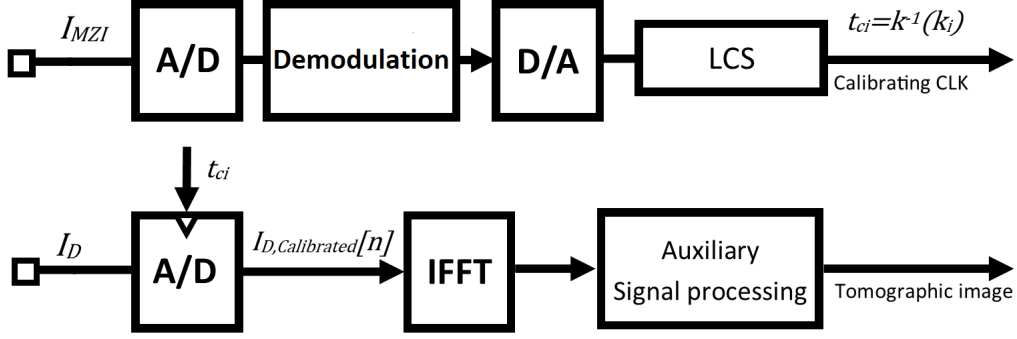 I_MZI
A/D
Demodulation
D/A
LCS
t_ci=k⁻¹(k_i)
Calibrating CLK
t_ci
I_D
A/D
I_D,Calibrated[n]
IFFT
Auxiliary
Signal processing
Tomographic image